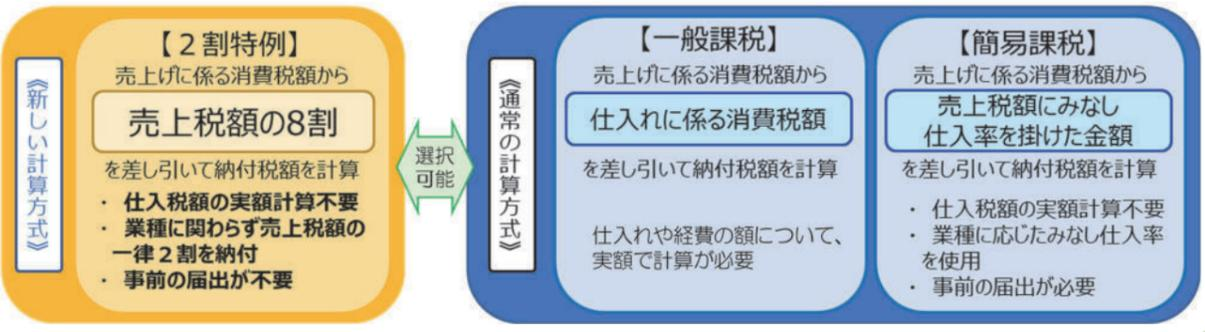 《新しい計算方式》
【２割特例】
売上げに係る消費税額から
売上税額の8割
を差し引いて納付税額を計算
・ 仕入税額の実額計算不要
・ 業種に関わらず売上税額の
一律２割を納付
・ 事前の届出が不要
選択
可能
《通常の計算方式》
【一般課税】
売上げに係る消費税額から
仕入れに係る消費税額
を差し引いて納付税額を計算
仕入れや経費の額について、
実額で計算が必要
【簡易課税】
売上げに係る消費税額から
売上税額にみなし
仕入率を掛けた金額
を差し引いて納付税額を計算
・ 仕入税額の実額計算不要
・ 業種に応じたみなし仕入率
を使用
・ 事前の届出が必要